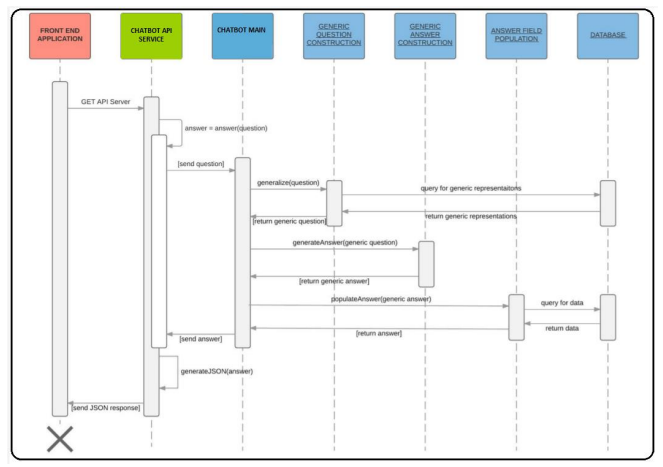 FRONT END
APPLICATION
CHATBOT API
SERVICE
CHATBOT MAIN
GENERIC
QUESTION
CONSTRUCTION
GENERIC
ANSWER
CONSTRUCTION
ANSWER FIELD
POPULATION
DATABASE
GET API Server
answer = answer(question)
[send question]
generalize(question)
query for generic representaitons
[return generic question]
return generic representations
generateAnswer(generic question)
[return generic answer]
populateAnswer(generic answer)
query for data
return data
[return answer]
[send answer]
generateJSON(answer)
[send JSON response]